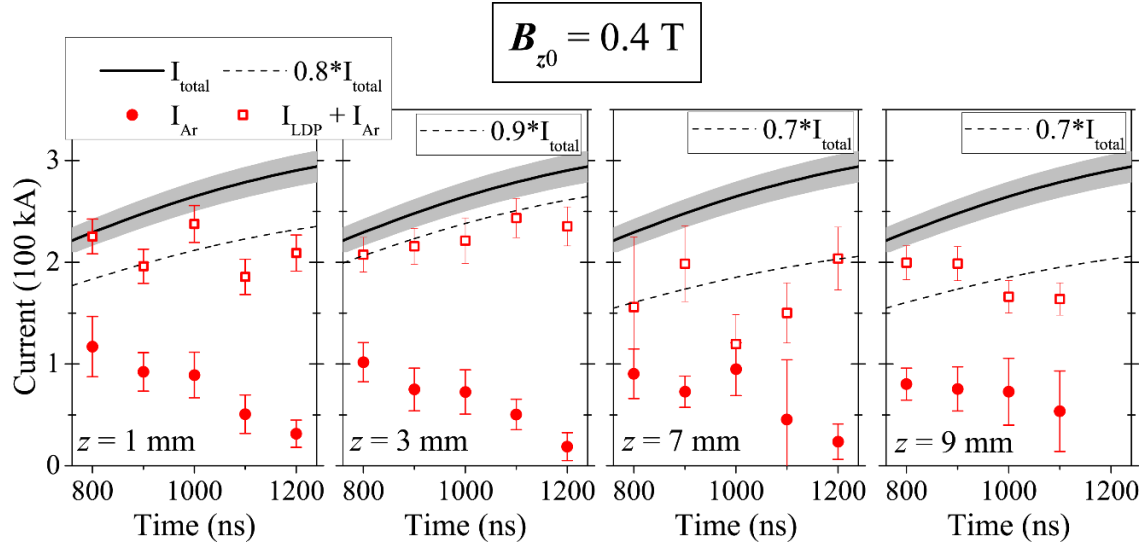 B_z0 = 0.4 T
I_total
0.8*I_total
I_Ar
I_LDP + I_Ar
0.9*I_total
0.7*I_total
0.7*I_total
Current (100 kA)
3
2
1
0
z = 1 mm
z = 3 mm
z = 7 mm
z = 9 mm
800 1000 1200
800 1000 1200
800 1000 1200
800 1000 1200
Time (ns)
Time (ns)
Time (ns)
Time (ns)